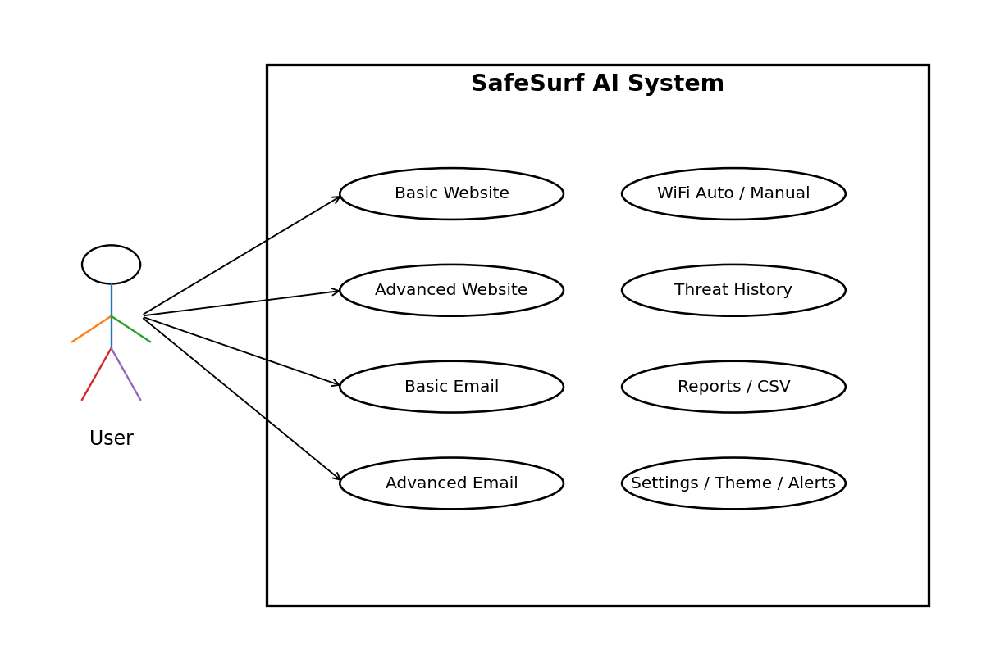 SafeSurf AI System
Basic Website
WiFi Auto / Manual
Advanced Website
Threat History
Basic Email
Reports / CSV
User
Advanced Email
Settings / Theme / Alerts